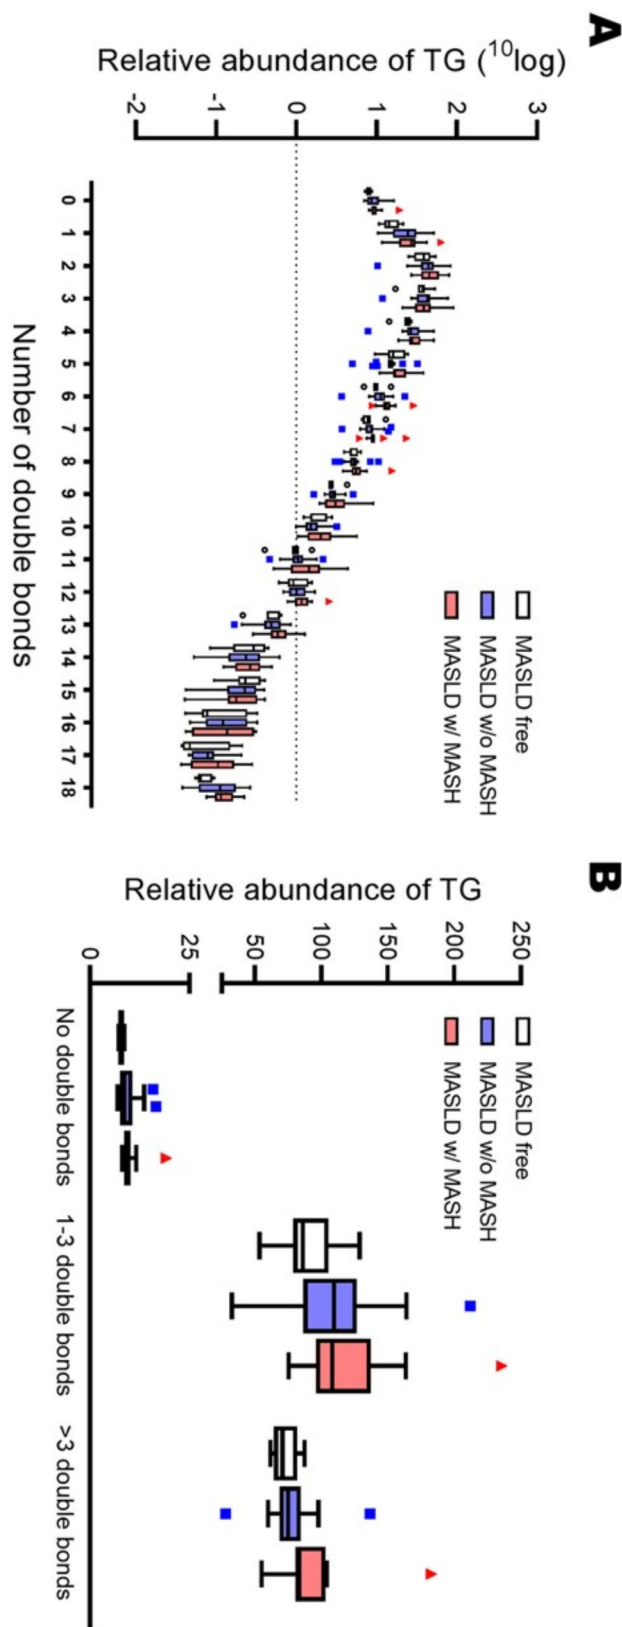 A
Relative abundance of TG (¹⁰log)
3
2
1
0
-1
-2
MASLD free
MASLD w/o MASH
MASLD w/ MASH
0 1 2 3 4 5 6 7 8 9 10 11 12 13 14 15 16 17 18
Number of double bonds
B
Relative abundance of TG
250
200
150
100
50
25
0
MASLD free
MASLD w/o MASH
MASLD w/ MASH
No double bonds 1-3 double bonds >3 double bonds